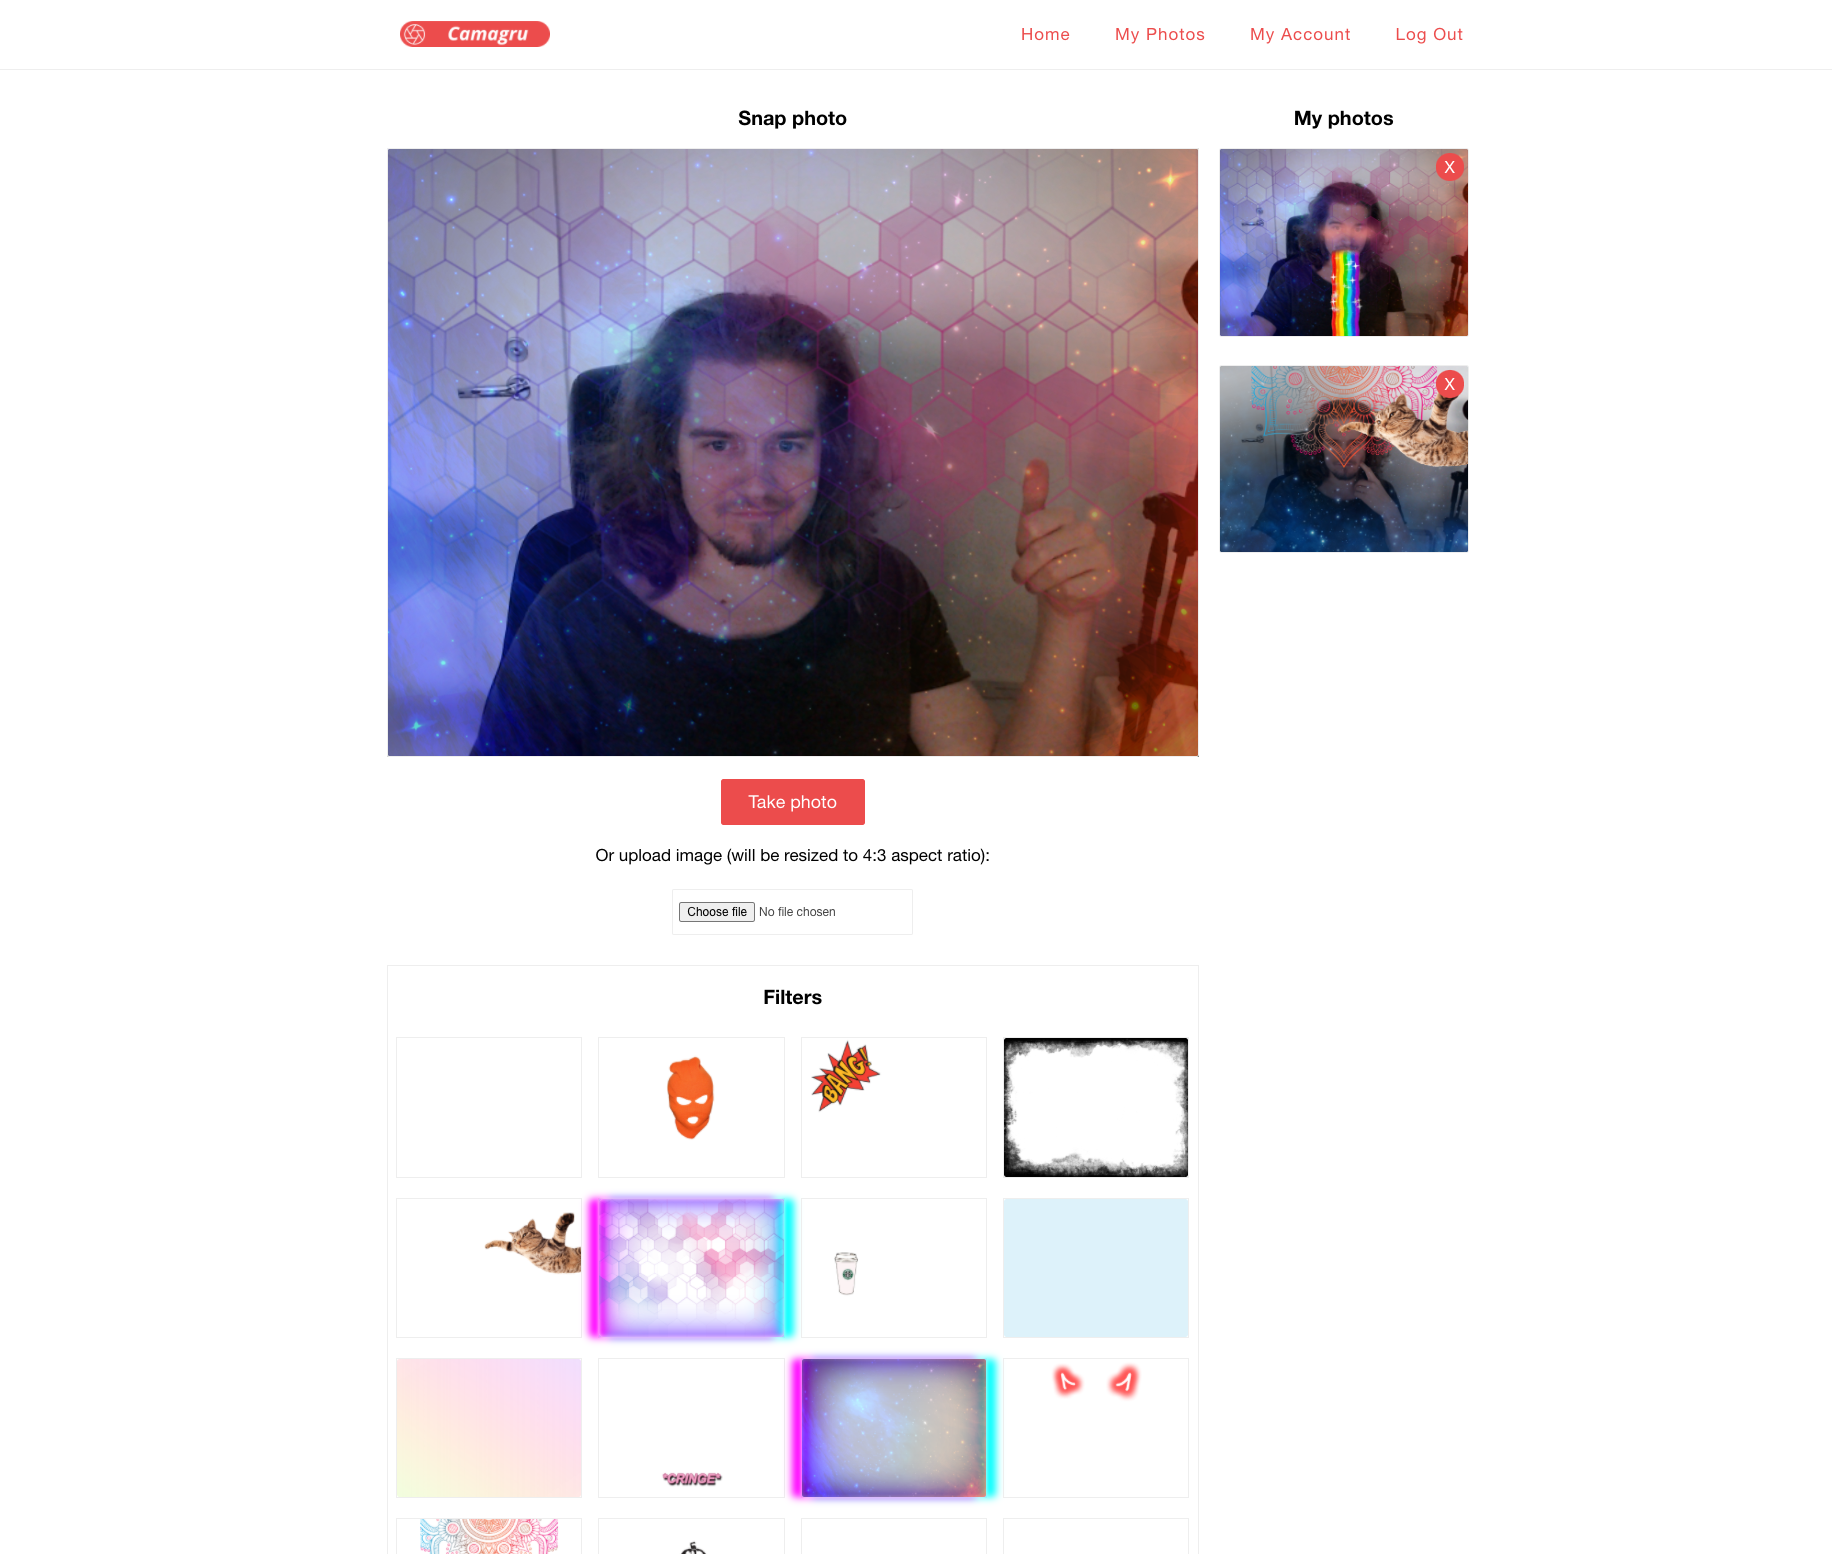 Camagru
Home
My Photos
My Account
Log Out
Snap photo
My photos
X
X
Take photo
Or upload image (will be resized to 4:3 aspect ratio):
Choose file No file chosen
Filters
BANG!
*CRINGE*